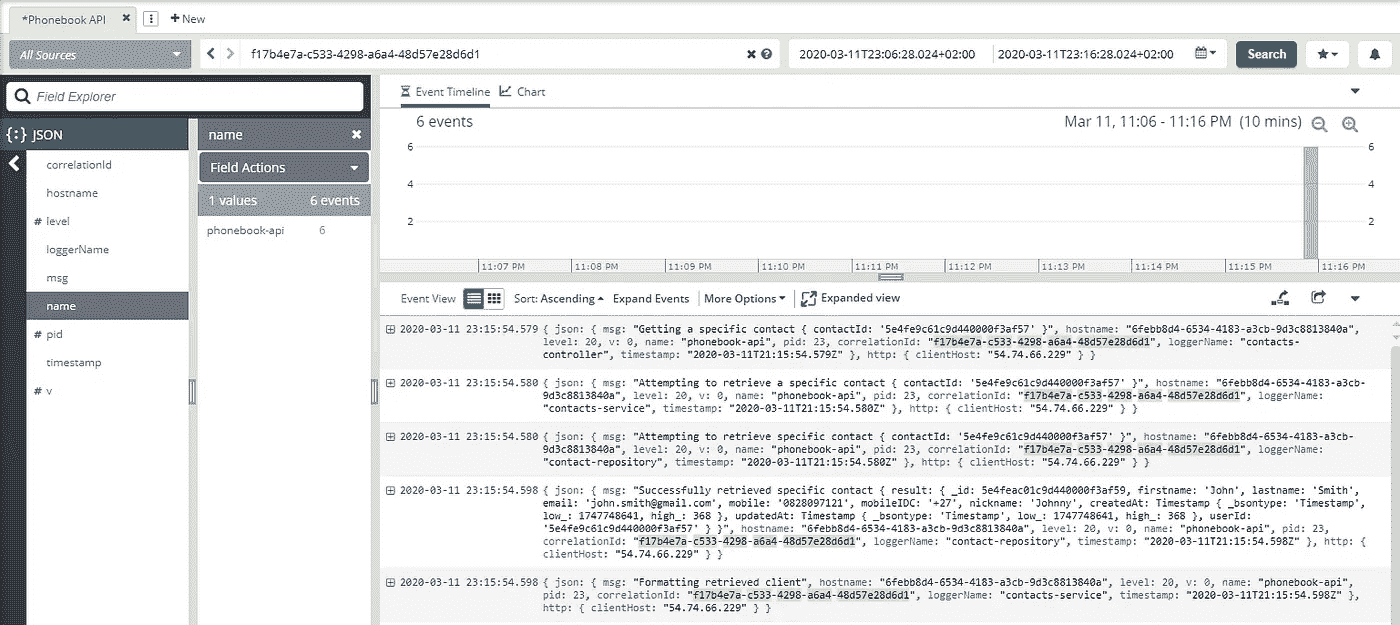 *Phonebook API
New
All Sources
f17b4e7a-c533-4298-a6a4-48d57e28d6d1
2020-03-11T23:06:28.024+02:00
2020-03-11T23:16:28.024+02:00
Search
Field Explorer
Event Timeline
Chart
{:} JSON
name
6 events
Mar 11, 11:06 - 11:16 PM (10 mins)
correlationId
hostname
# level
loggerName
msg
name
# pid
timestamp
# v
Field Actions
1 values 6 events
phonebook-api 6
6
4
2
6
4
2
11:07 PM
11:08 PM
11:09 PM
11:10 PM
11:11 PM
11:12 PM
11:13 PM
11:14 PM
11:15 PM
11:16 PM
Event View
Sort: Ascending
Expand Events
More Options
Expanded view
2020-03-11 23:15:54.579 { json: { msg: "Getting a specific contact { contactId: '5e4fe9c61c9d440000f3af57' }", hostname: "6febb8d4-6534-4183-a3cb-9d3c8813840a",
level: 20, v: 0, name: "phonebook-api", pid: 23, correlationId: "f17b4e7a-c533-4298-a6a4-48d57e28d6d1", loggerName: "contacts-
controller", timestamp: "2020-03-11T21:15:54.579Z" }, http: { clientHost: "54.74.66.229" } }
2020-03-11 23:15:54.580 { json: { msg: "Attempting to retrieve a specific contact { contactId: '5e4fe9c61c9d440000f3af57' }", hostname: "6febb8d4-6534-4183-a3cb-
9d3c8813840a", level: 20, v: 0, name: "phonebook-api", pid: 23, correlationId: "f17b4e7a-c533-4298-a6a4-48d57e28d6d1", loggerName:
"contacts-service", timestamp: "2020-03-11T21:15:54.580Z" }, http: { clientHost: "54.74.66.229" } }
2020-03-11 23:15:54.580 { json: { msg: "Attempting to retrieve specific contact { contactId: '5e4fe9c61c9d440000f3af57' }", hostname: "6febb8d4-6534-4183-a3cb-
9d3c8813840a", level: 20, v: 0, name: "phonebook-api", pid: 23, correlationId: "f17b4e7a-c533-4298-a6a4-48d57e28d6d1", loggerName:
"contact-repository", timestamp: "2020-03-11T21:15:54.580Z" }, http: { clientHost: "54.74.66.229" } }
2020-03-11 23:15:54.598 { json: { msg: "Successfully retrieved specific contact { result: { _id: 5e4feac01c9d440000f3af59, firstname: 'John', lastname: 'Smith',
email: 'john.smith@gmail.com', mobile: '0828097121', mobileIDC: '+27', nickname: 'Johnny', createdAt: Timestamp { _bsontype: 'Timestamp',
low_: 1747748641, high_: 368 }, updatedAt: Timestamp { _bsontype: 'Timestamp', low_: 1747748641, high_: 368 }, userId:
'5e4fe9c61c9d440000f3af57' } }", hostname: "6febb8d4-6534-4183-a3cb-9d3c8813840a", level: 20, v: 0, name: "phonebook-api", pid: 23,
correlationId: "f17b4e7a-c533-4298-a6a4-48d57e28d6d1", loggerName: "contact-repository", timestamp: "2020-03-11T21:15:54.598Z" }, http: {
clientHost: "54.74.66.229" } }
2020-03-11 23:15:54.598 { json: { msg: "Formatting retrieved client", hostname: "6febb8d4-6534-4183-a3cb-9d3c8813840a", level: 20, v: 0, name: "phonebook-api",
pid: 23, correlationId: "f17b4e7a-c533-4298-a6a4-48d57e28d6d1", loggerName: "contacts-service", timestamp: "2020-03-11T21:15:54.598Z" },
http: { clientHost: "54.74.66.229" } }